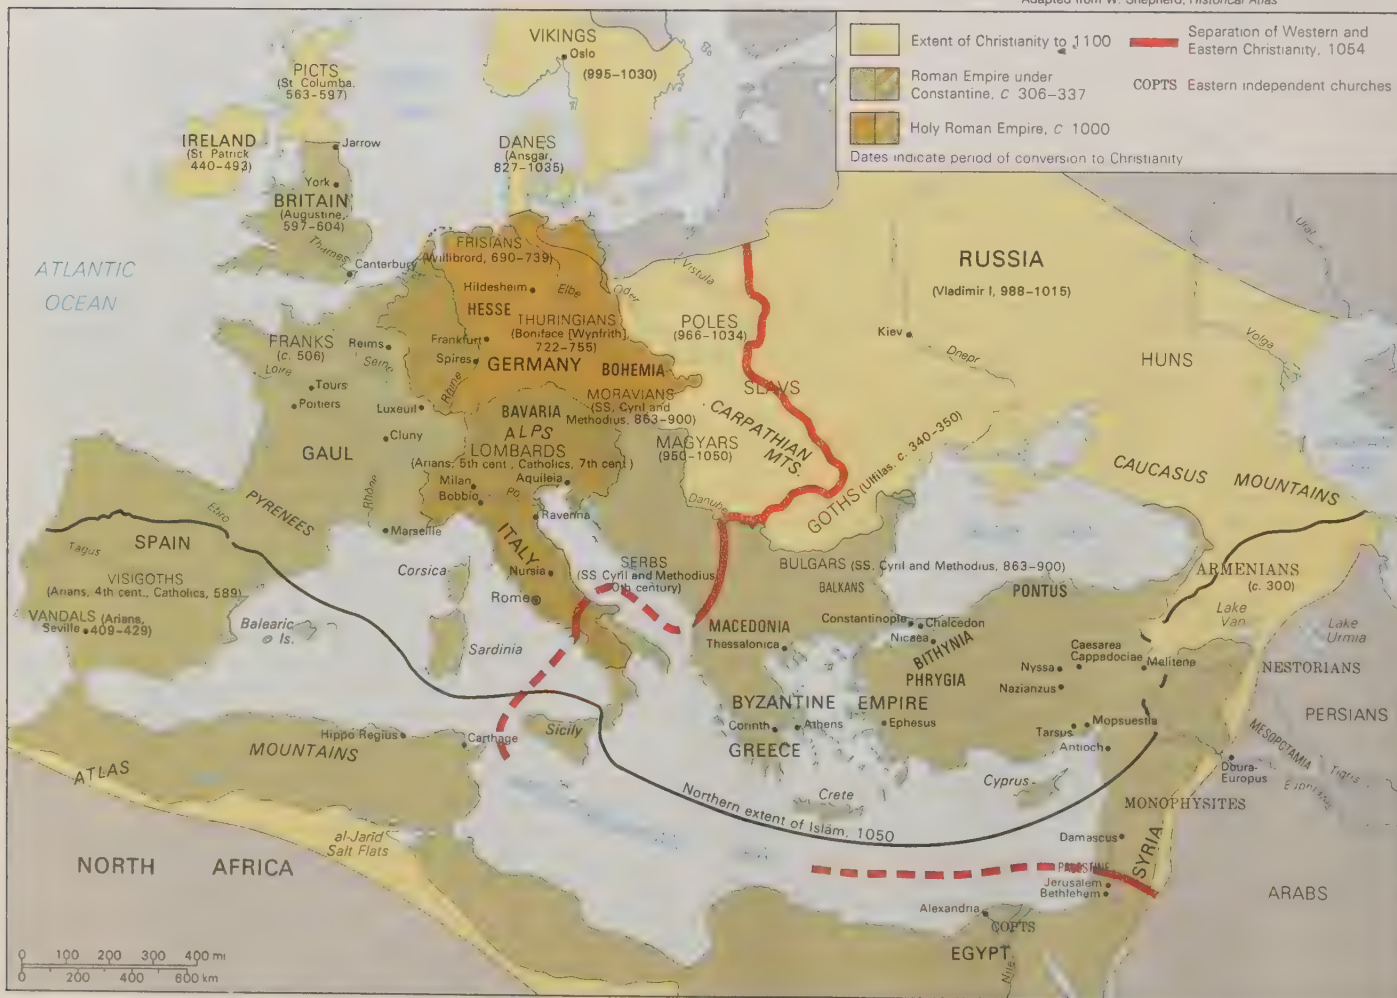 Adapted from W. Shepherd, Historical Atlas
Extent of Christianity to 1100
Separation of Western and
Eastern Christianity, 1054
Roman Empire under
Constantine, c 306–337
COPTS Eastern independent churches
Holy Roman Empire, c 1000
Dates indicate period of conversion to Christianity
VIKINGS
Oslo
(995-1030)
PICTS
(St Columba,
563-597)
IRELAND
(St Patrick
440-493)
Jarrow
York
BRITAIN
(Augustine,
597-604)
Thames
Canterbury
DANES
(Ansgar,
827-1035)
ATLANTIC
OCEAN
FRISIANS
(Willibrord, 690-739)
Hildesheim
Elbe
Oder
Vistula
HESSE
THURINGIANS
(Boniface [Wynfrith]
722-755)
Frankfurt
Spires
GERMANY
BOHEMIA
Rhine
POLES
(966-1034)
RUSSIA
(Vladimir I, 988-1015)
Kiev
Dnepr
Ural
Volga
HUNS
FRANKS
(c. 506)
Reims
Seine
Loire
Tours
Poitiers
Luxeuil
Cluny
GAUL
Rhône
Marseille
BAVARIA
ALPS
MORAVIANS
(SS. Cyril and
Methodius, 863-900)
LOMBARDS
(Arians, 5th cent., Catholics, 7th cent)
Milan
Bobbio
Po
Aquileia
Ravenna
SLAVS
CARPATHIAN
MTS.
MAGYARS
(950-1050)
Danube
GOTHS (Ulfilas. c. 340-350)
CAUCASUS MOUNTAINS
PYRENEES
Ebro
SPAIN
Tagus
VISIGOTHS
(Arians, 4th cent., Catholics, 589)
VANDALS (Arians,
Seville 409-429)
Balearic
Is.
Corsica
Sardinia
ITALY
Nursia
Rome
SERBS
(SS Cyril and Methodius
9th century)
BULGARS (SS. Cyril and Methodius, 863-900)
BALKANS
PONTUS
ARMENIANS
(c. 300)
Lake
Van
Lake
Urmia
MACEDONIA
Thessalonica
Constantinople
Chalcedon
Nicaea
BITHYNIA
PHRYGIA
Caesarea
Cappadociae
Melitene
Nyssa
Nazianzus
NESTORIANS
PERSIANS
BYZANTINE EMPIRE
Corinth
Athens
Ephesus
GREECE
Tarsus
Mopsuestia
Antioch
MESOPOTAMIA
Tigris
Euphrates
Doura-
Europus
Sicily
Hippo Regius
Carthage
MOUNTAINS
ATLAS
Crete
Cyprus
Northern extent of Islam, 1050
MONOPHYSITES
Damascus
SYRIA
PALESTINE
Jerusalem
Bethlehem
ARABS
al-Jarid
Salt Flats
NORTH AFRICA
Alexandria
COPTS
EGYPT
Nile
0 100 200 300 400 mi
0 200 400 600 km